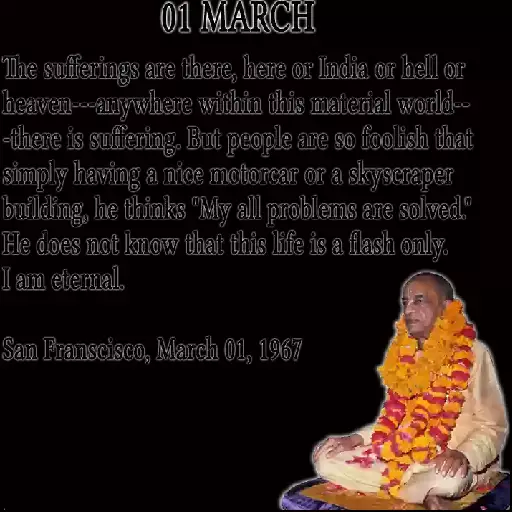 01 MARCH
The sufferings are there, here or India or hell or
heaven---anywhere within this material world--
-there is suffering. But people are so foolish that
simply having a nice motorcar or a skyscraper
building, he thinks "My all problems are solved."
He does not know that this life is a flash only.
I am eternal.
San Franscisco, March 01, 1967